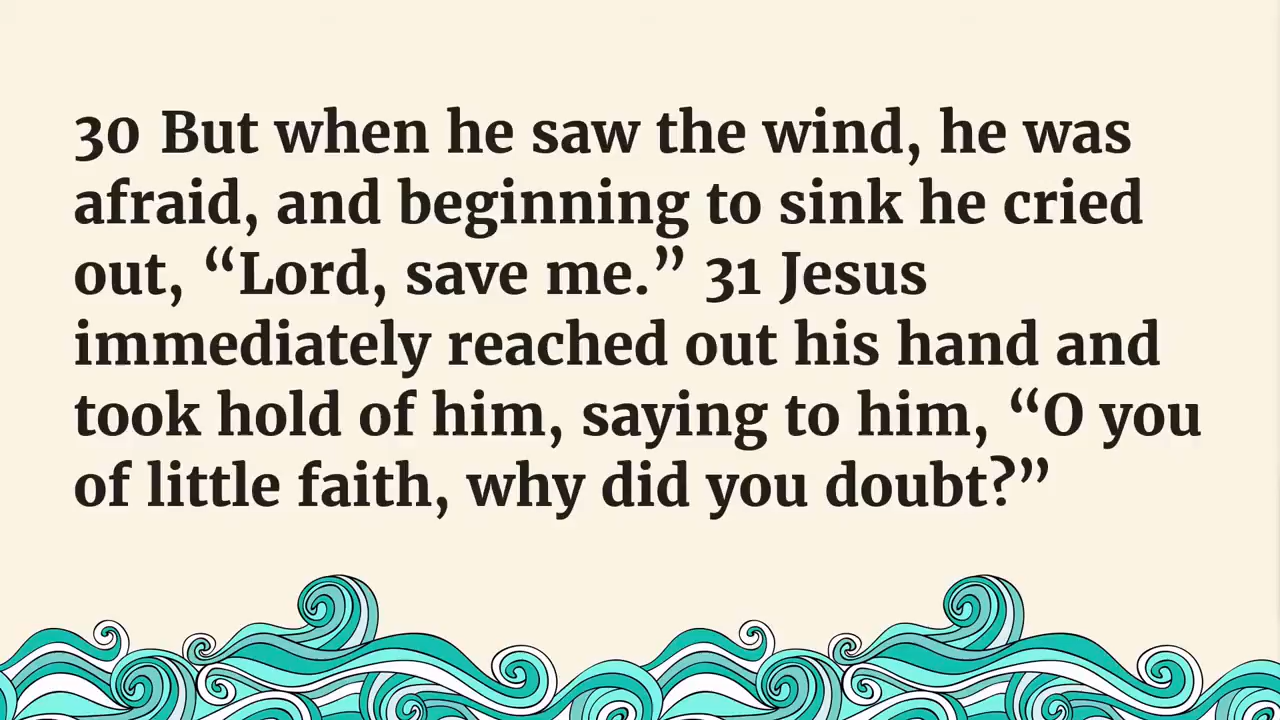 30 But when he saw the wind, he was
afraid, and beginning to sink he cried
out, “Lord, save me.” 31 Jesus
immediately reached out his hand and
took hold of him, saying to him, “O you
of little faith, why did you doubt?”